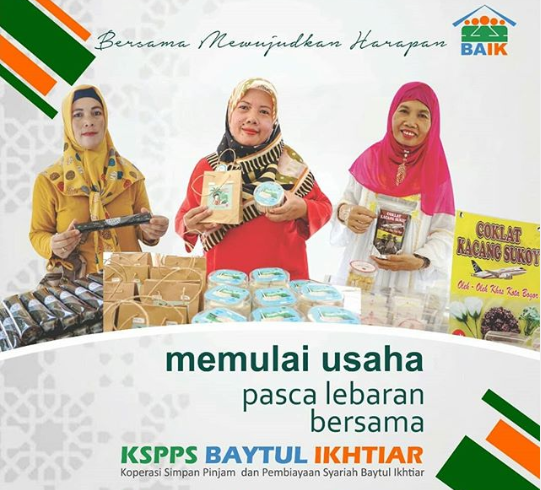 Bersama Mewujudkan Harapan
BAIK
COKLAT
KACANG SUKOY
Oleh - Oleh Khas Kota Bogor
memulai usaha
pasca lebaran
bersama
KSPPS BAYTUL IKHTIAR
Koperasi Simpan Pinjam dan Pembiayaan Syariah Baytul Ikhtiar